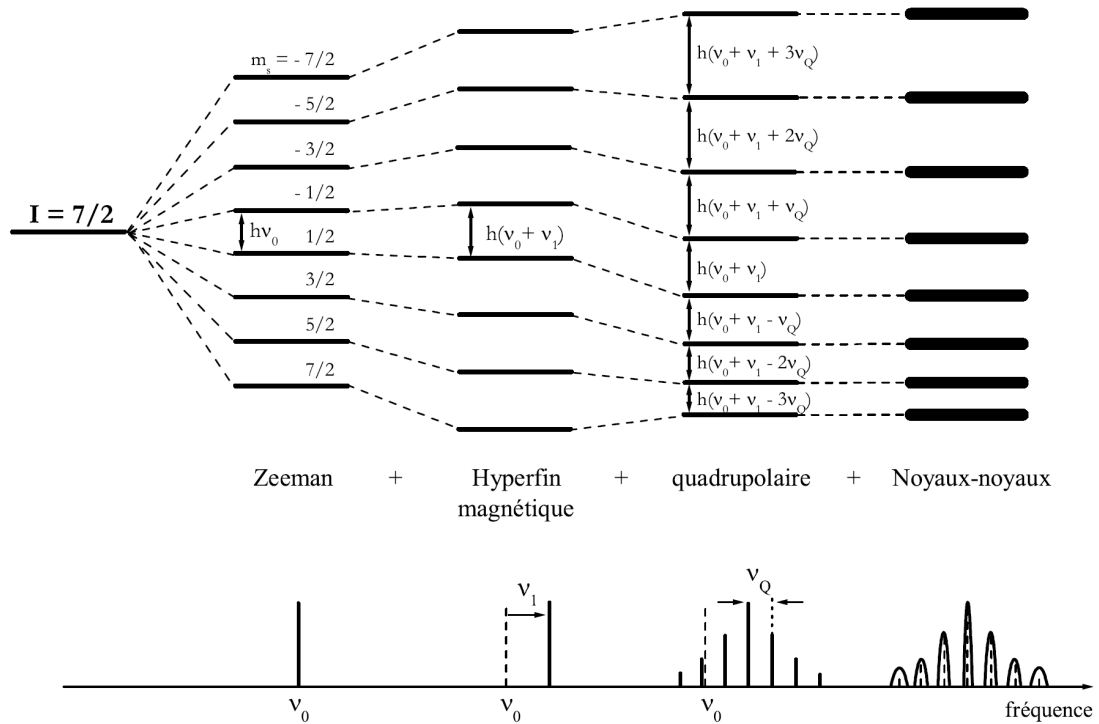 m_s = - 7/2
- 5/2
- 3/2
- 1/2
I = 7/2
hν_0
1/2
3/2
5/2
7/2
h(ν_0 + ν_1)
h(ν_0 + ν_1 + 3ν_Q)
h(ν_0 + ν_1 + 2ν_Q)
h(ν_0 + ν_1 + ν_Q)
h(ν_0 + ν_1)
h(ν_0 + ν_1 - ν_Q)
h(ν_0 + ν_1 - 2ν_Q)
h(ν_0 + ν_1 - 3ν_Q)
Zeeman + Hyperfin + quadrupolaire + Noyaux-noyaux
magnétique
ν_1
ν_Q
ν_0
ν_0
ν_0
fréquence